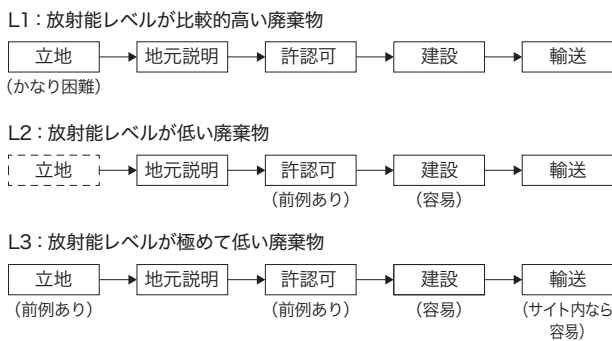 L1：放射能レベルが比較的高い廃棄物
立地 地元説明 許認可 建設 輸送
（かなり困難）
L2：放射能レベルが低い廃棄物
立地 地元説明 許認可 建設 輸送
（前例あり） （容易）
L3：放射能レベルが極めて低い廃棄物
立地 地元説明 許認可 建設 輸送
（前例あり） （前例あり） （容易） （サイト内なら
容易）